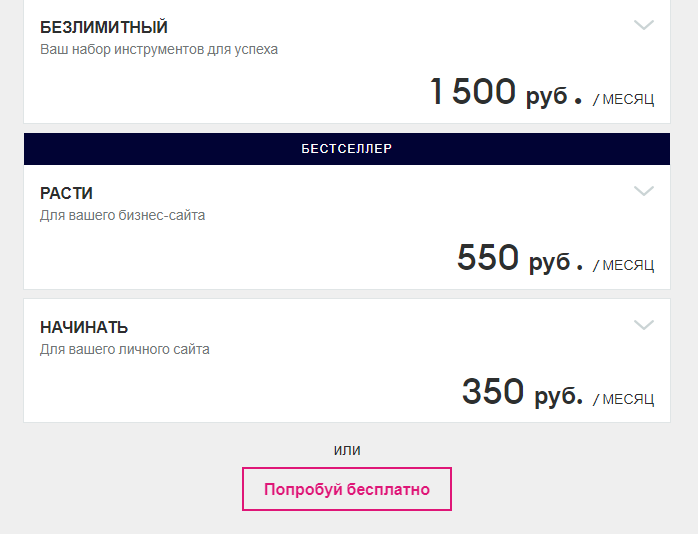 БЕЗЛИМИТНЫЙ
Ваш набор инструментов для успеха
1 500 руб . / МЕСЯЦ
БЕСТСЕЛЛЕР
РАСТИ
Для вашего бизнес-сайта
550 руб . / МЕСЯЦ
НАЧИНАТЬ
Для вашего личного сайта
350 руб. / МЕСЯЦ
или
Попробуй бесплатно